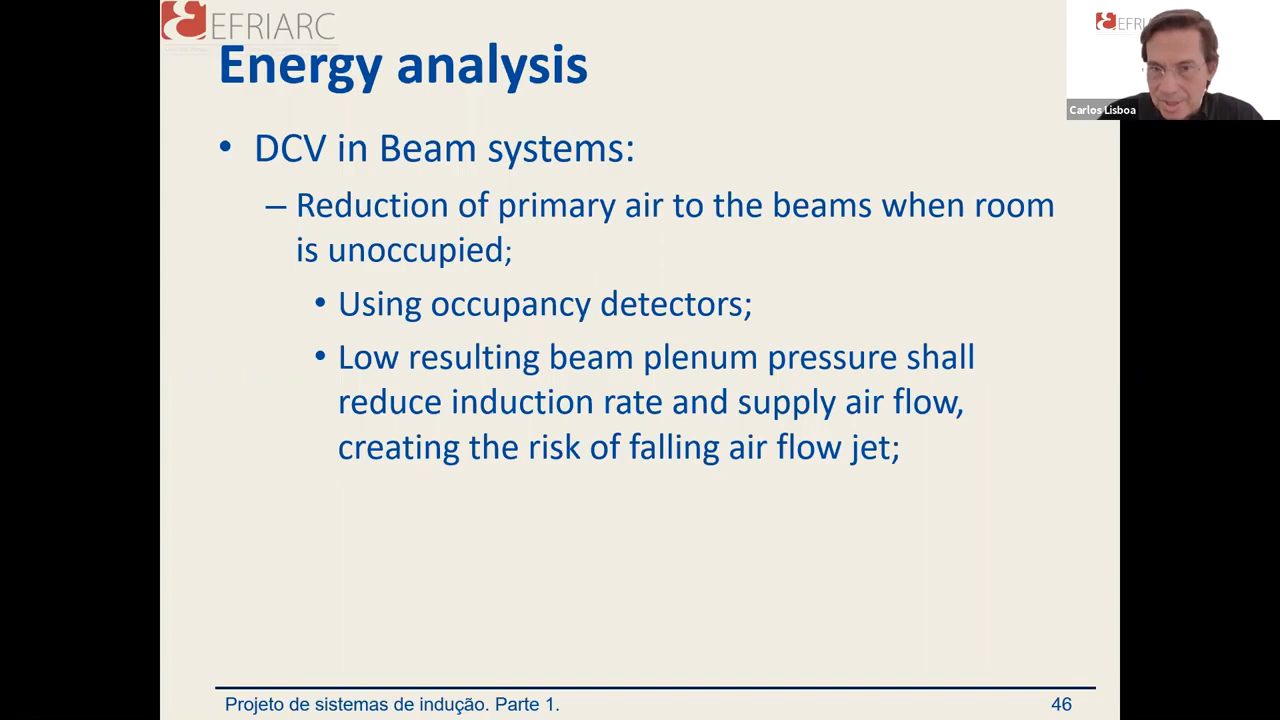 EFRIARC
Energy analysis
• DCV in Beam systems:
– Reduction of primary air to the beams when room
is unoccupied;
• Using occupancy detectors;
• Low resulting beam plenum pressure shall
reduce induction rate and supply air flow,
creating the risk of falling air flow jet;
Projeto de sistemas de indução. Parte 1.
46
EFRI
Carlos Lisboa